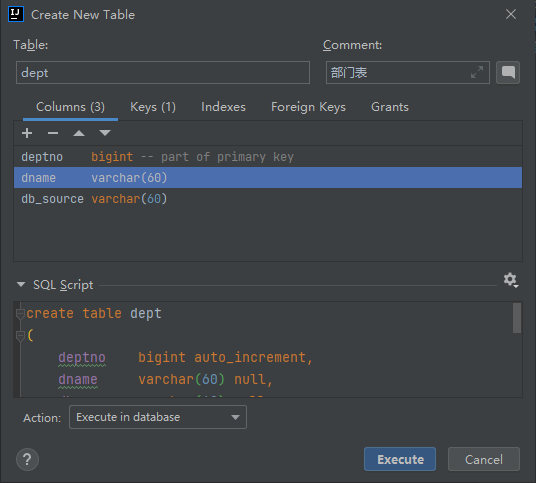 Create New Table
Table:
Comment:
dept
部门表
Columns (3) Keys (1) Indexes Foreign Keys Grants
deptno bigint -- part of primary key
dname varchar(60)
db_source varchar(60)
SQL Script
create table dept
(
deptno bigint auto_increment,
dname varchar(60) null,
Action: Execute in database
? Execute Cancel